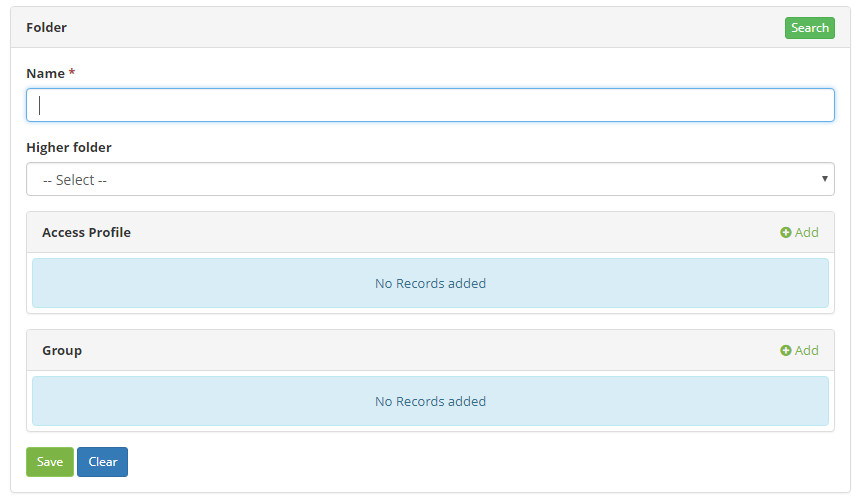 Folder Search
Name *
Higher folder
-- Select --
Access Profile Add
No Records added
Group Add
No Records added
Save Clear